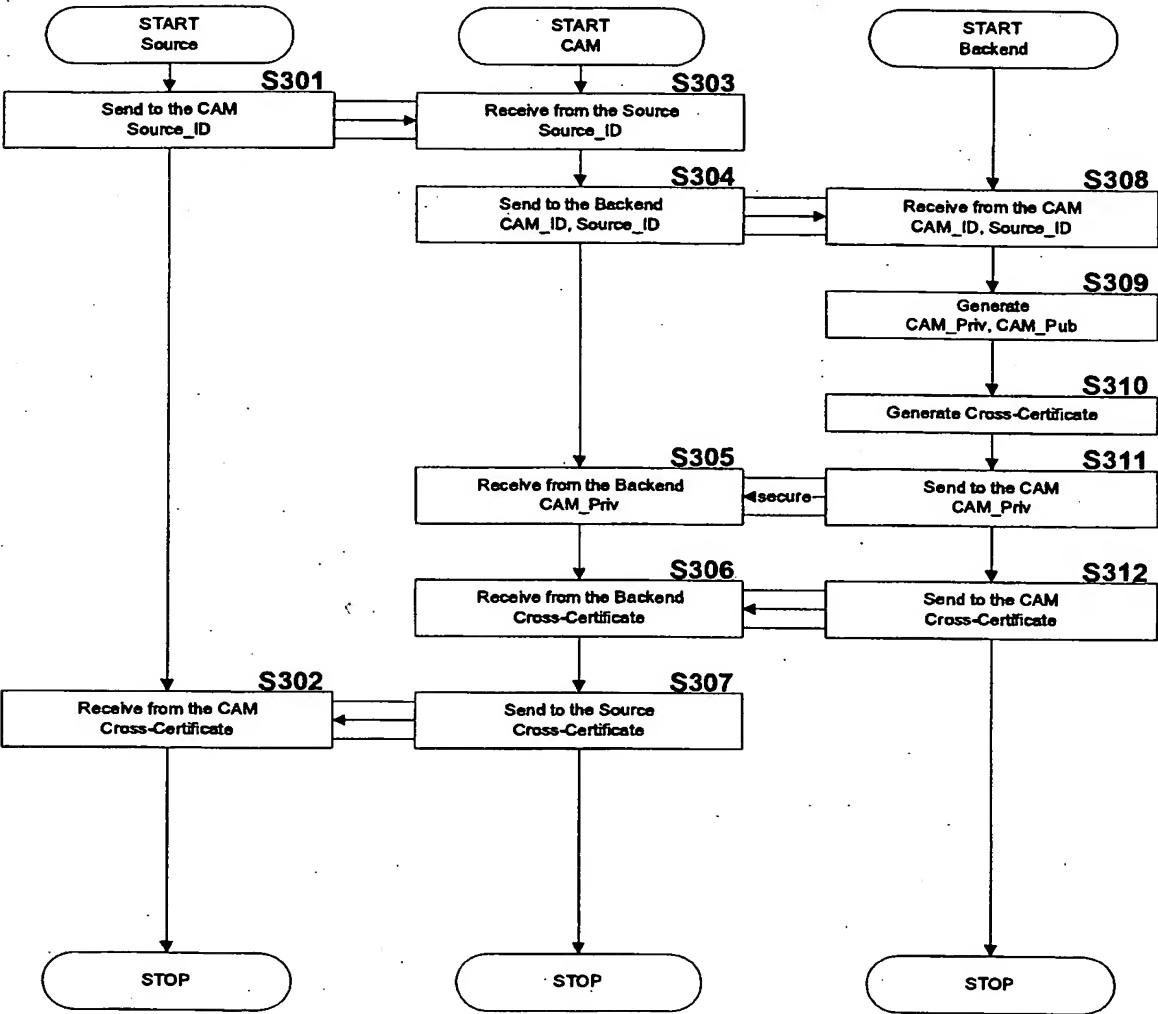 START
Source
START
CAM
START
Backend
S301
Send to the CAM
Source_ID
S303
Receive from the Source
Source_ID
S304
Send to the Backend
CAM_ID, Source_ID
S308
Receive from the CAM
CAM_ID, Source_ID
S309
Generate
CAM_Priv, CAM_Pub
S310
Generate Cross-Certificate
S305
Receive from the Backend
CAM_Priv
secure
S311
Send to the CAM
CAM_Priv
S306
Receive from the Backend
Cross-Certificate
S312
Send to the CAM
Cross-Certificate
S302
Receive from the CAM
Cross-Certificate
S307
Send to the Source
Cross-Certificate
STOP
STOP
STOP